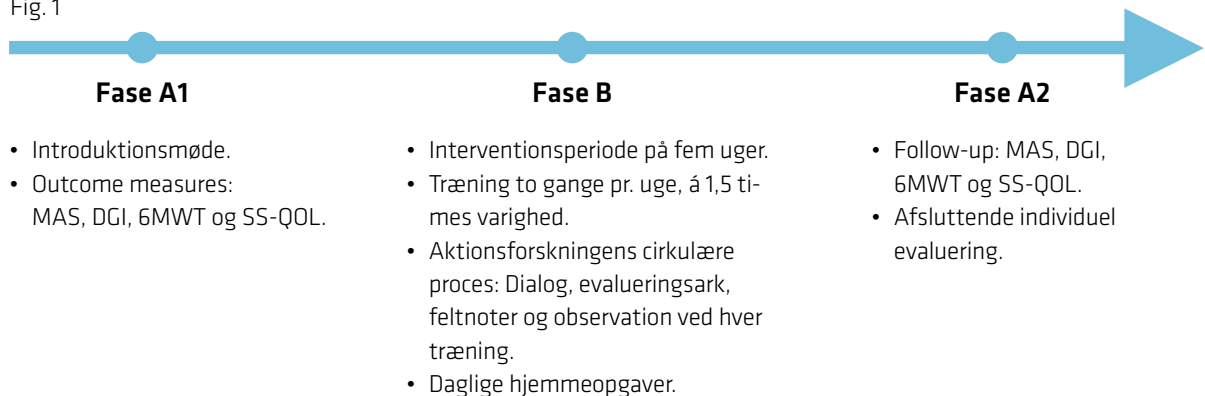 Fig. 1
Fase A1
• Introduktionsmøde.
• Outcome measures:
MAS, DGI, 6MWT og SS-QOL.
Fase B
• Interventionsperiode på fem uger.
• Træning to gange pr. uge, á 1,5 ti-
mes varighed.
• Aktionsforskningens cirkulære
proces: Dialog, evalueringsark,
feltnoter og observation ved hver
træning.
• Daglige hjemmeopgaver.
Fase A2
• Follow-up: MAS, DGI,
6MWT og SS-QOL.
• Afsluttende individuel
evaluering.